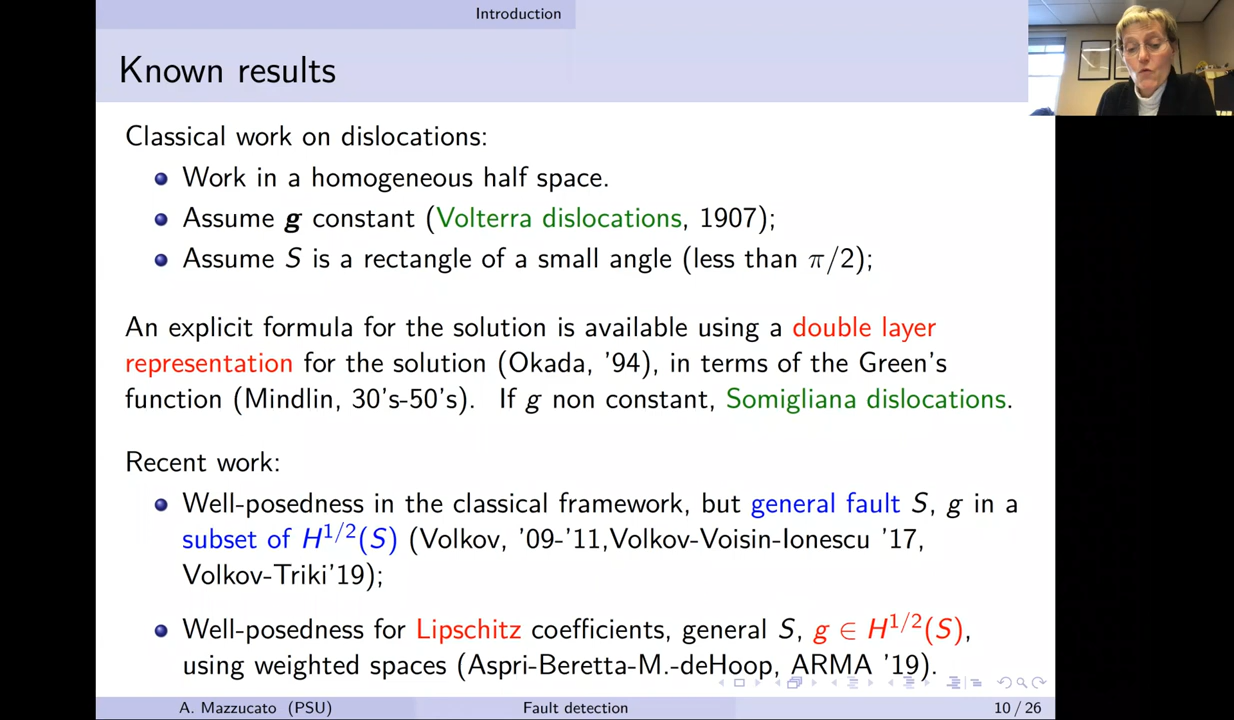 Introduction
Known results
Classical work on dislocations:
Work in a homogeneous half space.
Assume g constant (Volterra dislocations, 1907);
Assume S is a rectangle of a small angle (less than π/2);
An explicit formula for the solution is available using a double layer
representation for the solution (Okada, '94), in terms of the Green's
function (Mindlin, 30's-50's). If g non constant, Somigliana dislocations.
Recent work:
Well-posedness in the classical framework, but general fault S, g in a
subset of H^{1/2}(S) (Volkov, '09-'11,Volkov-Voisin-Ionescu '17,
Volkov-Triki'19);
Well-posedness for Lipschitz coefficients, general S, g ∈ H^{1/2}(S),
using weighted spaces (Aspri-Beretta-M.-deHoop, ARMA '19).
A. Mazzucato (PSU) Fault detection 10 / 26